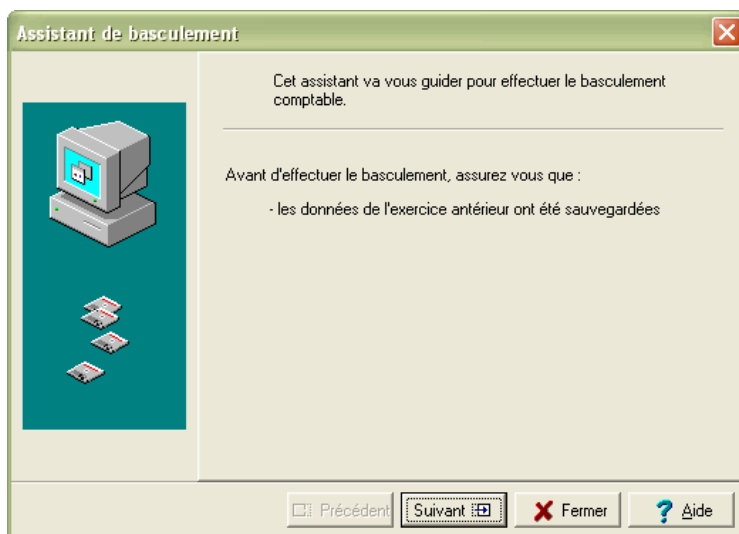 Assistant de basculement
Cet assistant va vous guider pour effectuer le basculement
comptable.
Avant d'effectuer le basculement, assurez vous que :
- les données de l'exercice antérieur ont été sauvegardées
Précédent
Suivant
Fermer
Aide